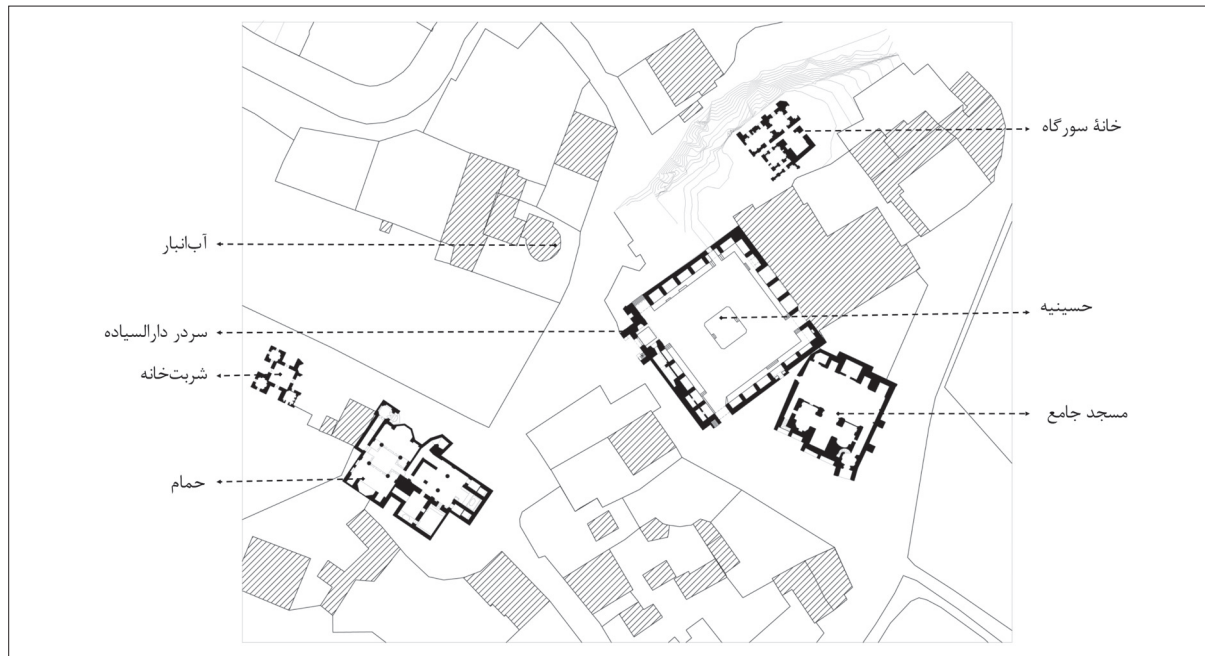 خانهٔ سورگاه
حسینیه
مسجد جامع
آب‌انبار
سردر دارالسیاده
شربت‌خانه
حمام